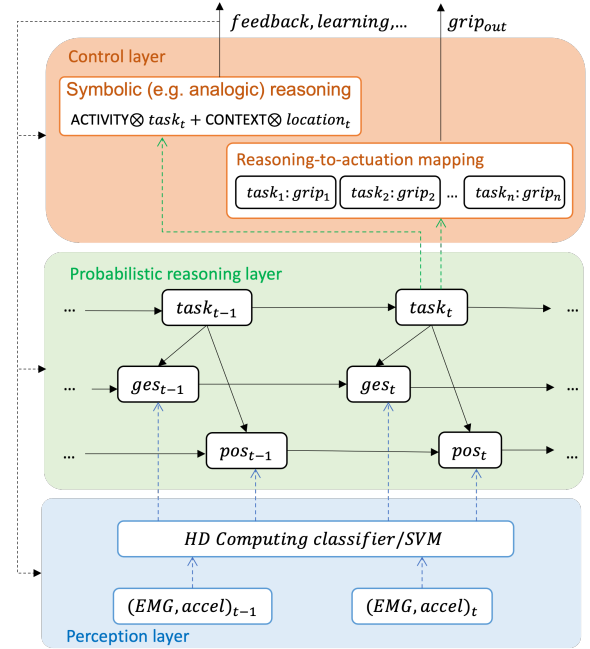 feedback, learning,... grip_out
Control layer
Symbolic (e.g. analogic) reasoning
ACTIVITY⊗ task_t + CONTEXT⊗ location_t
Reasoning-to-actuation mapping
task_1: grip_1 task_2: grip_2 ... task_n: grip_n
Probabilistic reasoning layer
... task_{t-1} task_t ...
... ges_{t-1} ges_t ...
... pos_{t-1} pos_t ...
HD Computing classifier/SVM
(EMG, accel)_{t-1} (EMG, accel)_t
Perception layer